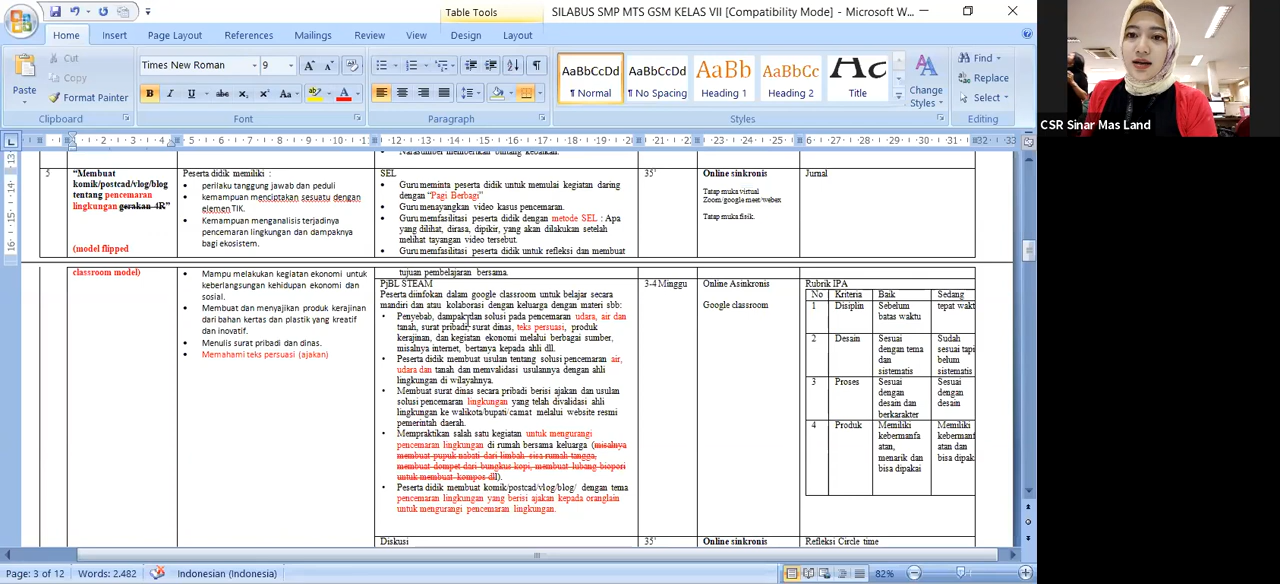 Table Tools
SILABUS SMP MTS GSM KELAS VII [Compatibility Mode] - Microsoft W...
Home Insert Page Layout References Mailings Review View Design Layout
Paste
Cut
Copy
Format Painter
Clipboard
Times New Roman 9
Font
Paragraph
AaBbCcDd AaBbCcDd AaBb AaBbCc AaC
¶ Normal ¶ No Spacing Heading 1 Heading 2 Title
Change
Styles
Styles
Find
Replace
Select
Editing
CSR Sinar Mas Land
Narasumber memberikan bintang kebaikan.
5
"Membuat
komik/postcad/vlog/blog
tentang pencemaran
lingkungan gerakan 4R"
(model flipped
classroom model)
Peserta didik memiliki :
• perilaku tanggung jawab dan peduli
• kemampuan menciptakan sesuatu dengan
elemen TIK.
• Kemampuan menganalisis terjadinya
pencemaran lingkungan dan dampaknya
bagi ekosistem.
• Mampu melakukan kegiatan ekonomi untuk
keberlangsungan kehidupan ekonomi dan
sosial.
• Membuat dan menyajikan produk kerajinan
dari bahan kertas dan plastik yang kreatif
dan inovatif.
• Menulis surat pribadi dan dinas.
• Memahami teks persuasi (ajakan)
SEL
• Guru meminta peserta didik untuk memulai kegiatan daring
dengan "Pagi Berbagi"
• Guru menayangkan video kasus pencemaran.
• Guru memfasilitasi peserta didik dengan metode SEL : Apa
yang dilihat, dirasa, dipikir, yang akan dilakukan setelah
melihat tayangan video tersebut.
• Guru memfasilitasi peserta didik untuk refleksi dan membuat
tujuan pembelajaran bersama.
35'
Online sinkronis
Tatap muka virtual
Zoom/google meet/webex
Tatap muka fisik.
Jurnal
PjBL STEAM
Peserta diinfokan dalam google classroom untuk belajar secara
mandiri dan atau kolaborasi dengan keluarga dengan materi sbb:
• Penyebab, dampakydan solusi pada pencemaran udara, air dan
tanah, surat pribadi, surat dinas, teks persuasi, produk
kerajinan, dan kegiatan ekonomi melalui berbagai sumber,
misalnya internet, bertanya kepada ahli dll.
• Peserta didik membuat usulan tentang solusi pencemaran air,
udara dan tanah dan memvalidasi usulannya dengan ahli
lingkungan di wilayahnya.
• Membuat surat dinas secara pribadi berisi ajakan dan usulan
solusi pencemaran lingkungan yang telah divalidasi ahli
lingkungan ke walikota/bupati/camat melalui website resmi
pemerintah daerah.
• Mempraktikan salah satu kegiatan untuk mengurangi
pencemaran lingkungan di rumah bersama keluarga (misalnya
membuat pupuk nabati dari limbah sisa rumah tangga,
membuat dompet dari bungkus kopi, membuat lubang biopori
untuk membuat kompos dll).
• Peserta didik membuat komik/postcad/vlog/blog/ dengan tema
pencemaran lingkungan yang berisi ajakan kepada oranglain
untuk mengurangi pencemaran lingkungan.
3-4 Minggu
Online Asinkronis
Google classroom
Rubrik IPA
No Kriteria Baik Sedang
1 Disiplin Sebelum tepat wakt
batas waktu
2 Desain Sesuai Sudah
dengan tema sesuai tapi
dan belum
sistematis sistematis
3 Proses Sesuai Sesuai
dengan dengan
desain dan desain
berkarakter
4 Produk Memiliki Memiliki
kebermanfa kebermanf
atan, atan dan
menarik dan bisa dipak
bisa dipakai
Diskusi 35' Online sinkronis Refleksi Circle time
Page: 3 of 12 Words: 2.482 Indonesian (Indonesia) 82%